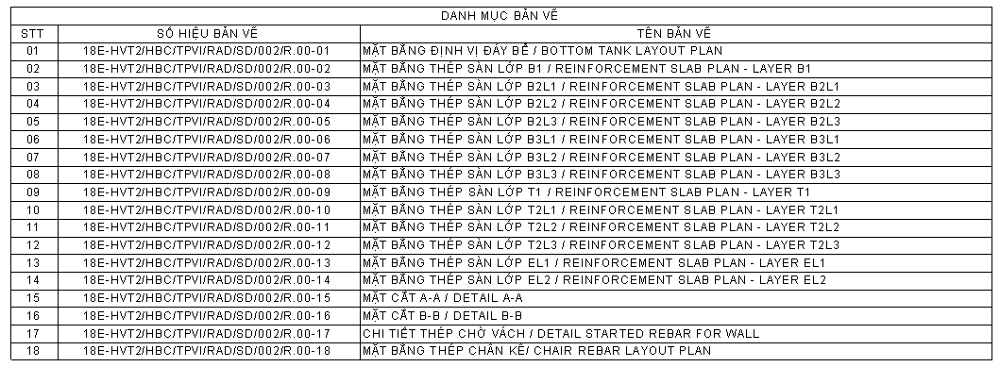 DANH MỤC BẢN VẼ
STT SỐ HIỆU BẢN VẼ TÊN BẢN VẼ
01 18E-HVT2/HBC/TPVI/RAD/SD/002/R.00-01 MẶT BẰNG ĐỊNH VỊ ĐÁY BỂ / BOTTOM TANK LAYOUT PLAN
02 18E-HVT2/HBC/TPVI/RAD/SD/002/R.00-02 MẶT BẰNG THÉP SÀN LỚP B1 / REINFORCEMENT SLAB PLAN - LAYER B1
03 18E-HVT2/HBC/TPVI/RAD/SD/002/R.00-03 MẶT BẰNG THÉP SÀN LỚP B2L1 / REINFORCEMENT SLAB PLAN - LAYER B2L1
04 18E-HVT2/HBC/TPVI/RAD/SD/002/R.00-04 MẶT BẰNG THÉP SÀN LỚP B2L2 / REINFORCEMENT SLAB PLAN - LAYER B2L2
05 18E-HVT2/HBC/TPVI/RAD/SD/002/R.00-05 MẶT BẰNG THÉP SÀN LỚP B2L3 / REINFORCEMENT SLAB PLAN - LAYER B2L3
06 18E-HVT2/HBC/TPVI/RAD/SD/002/R.00-06 MẶT BẰNG THÉP SÀN LỚP B3L1 / REINFORCEMENT SLAB PLAN - LAYER B3L1
07 18E-HVT2/HBC/TPVI/RAD/SD/002/R.00-07 MẶT BẰNG THÉP SÀN LỚP B3L2 / REINFORCEMENT SLAB PLAN - LAYER B3L2
08 18E-HVT2/HBC/TPVI/RAD/SD/002/R.00-08 MẶT BẰNG THÉP SÀN LỚP B3L3 / REINFORCEMENT SLAB PLAN - LAYER B3L3
09 18E-HVT2/HBC/TPVI/RAD/SD/002/R.00-09 MẶT BẰNG THÉP SÀN LỚP T1 / REINFORCEMENT SLAB PLAN - LAYER T1
10 18E-HVT2/HBC/TPVI/RAD/SD/002/R.00-10 MẶT BẰNG THÉP SÀN LỚP T2L1 / REINFORCEMENT SLAB PLAN - LAYER T2L1
11 18E-HVT2/HBC/TPVI/RAD/SD/002/R.00-11 MẶT BẰNG THÉP SÀN LỚP T2L2 / REINFORCEMENT SLAB PLAN - LAYER T2L2
12 18E-HVT2/HBC/TPVI/RAD/SD/002/R.00-12 MẶT BẰNG THÉP SÀN LỚP T2L3 / REINFORCEMENT SLAB PLAN - LAYER T2L3
13 18E-HVT2/HBC/TPVI/RAD/SD/002/R.00-13 MẶT BẰNG THÉP SÀN LỚP EL1 / REINFORCEMENT SLAB PLAN - LAYER EL1
14 18E-HVT2/HBC/TPVI/RAD/SD/002/R.00-14 MẶT BẰNG THÉP SÀN LỚP EL2 / REINFORCEMENT SLAB PLAN - LAYER EL2
15 18E-HVT2/HBC/TPVI/RAD/SD/002/R.00-15 MẶT CẮT A-A / DETAIL A-A
16 18E-HVT2/HBC/TPVI/RAD/SD/002/R.00-16 MẶT CẮT B-B / DETAIL B-B
17 18E-HVT2/HBC/TPVI/RAD/SD/002/R.00-17 CHI TIẾT THÉP CHỜ VÁCH / DETAIL STARTED REBAR FOR WALL
18 18E-HVT2/HBC/TPVI/RAD/SD/002/R.00-18 MẶT BẰNG THÉP CHÂN KÊ/ CHAIR REBAR LAYOUT PLAN